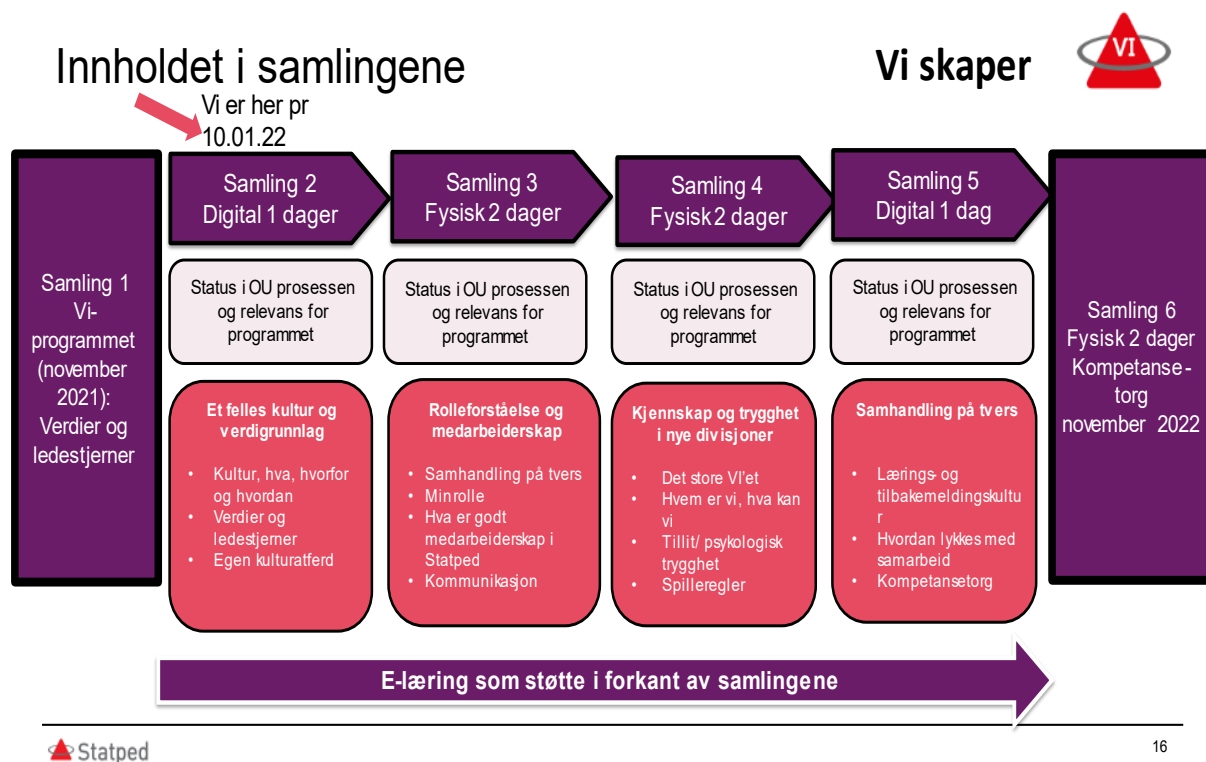 Innholdet i samlingene
Vi skaper
VI
Vi er her pr
10.01.22
Samling 1
Vi-
programmet
(november
2021):
Verdier og
ledestjerner
Samling 2
Digital 1 dager
Status i OU prosessen
og relevans for
programmet
Et felles kultur og
verdigrunnlag
• Kultur, hva, hvorfor
og hvordan
• Verdier og
ledestjerner
• Egen kulturatferd
Samling 3
Fysisk 2 dager
Status i OU prosessen
og relevans for
programmet
Rolleforståelse og
medarbeiderskap
• Samhandling på tvers
• Min rolle
• Hva er godt
medarbeiderskap i
Statped
• Kommunikasjon
Samling 4
Fysisk 2 dager
Status i OU prosessen
og relevans for
programmet
Kjennskap og trygghet
i nye divisjoner
• Det store VI'et
• Hvem er vi, hva kan
vi
• Tillit/ psykologisk
trygghet
• Spilleregler
Samling 5
Digital 1 dag
Status i OU prosessen
og relevans for
programmet
Samhandling på tvers
• Lærings- og
tilbakemeldingskultu
r
• Hvordan lykkes med
samarbeid
• Kompetansetorg
Samling 6
Fysisk 2 dager
Kompetanse-
torg
november 2022
E-læring som støtte i forkant av samlingene
Statped
16